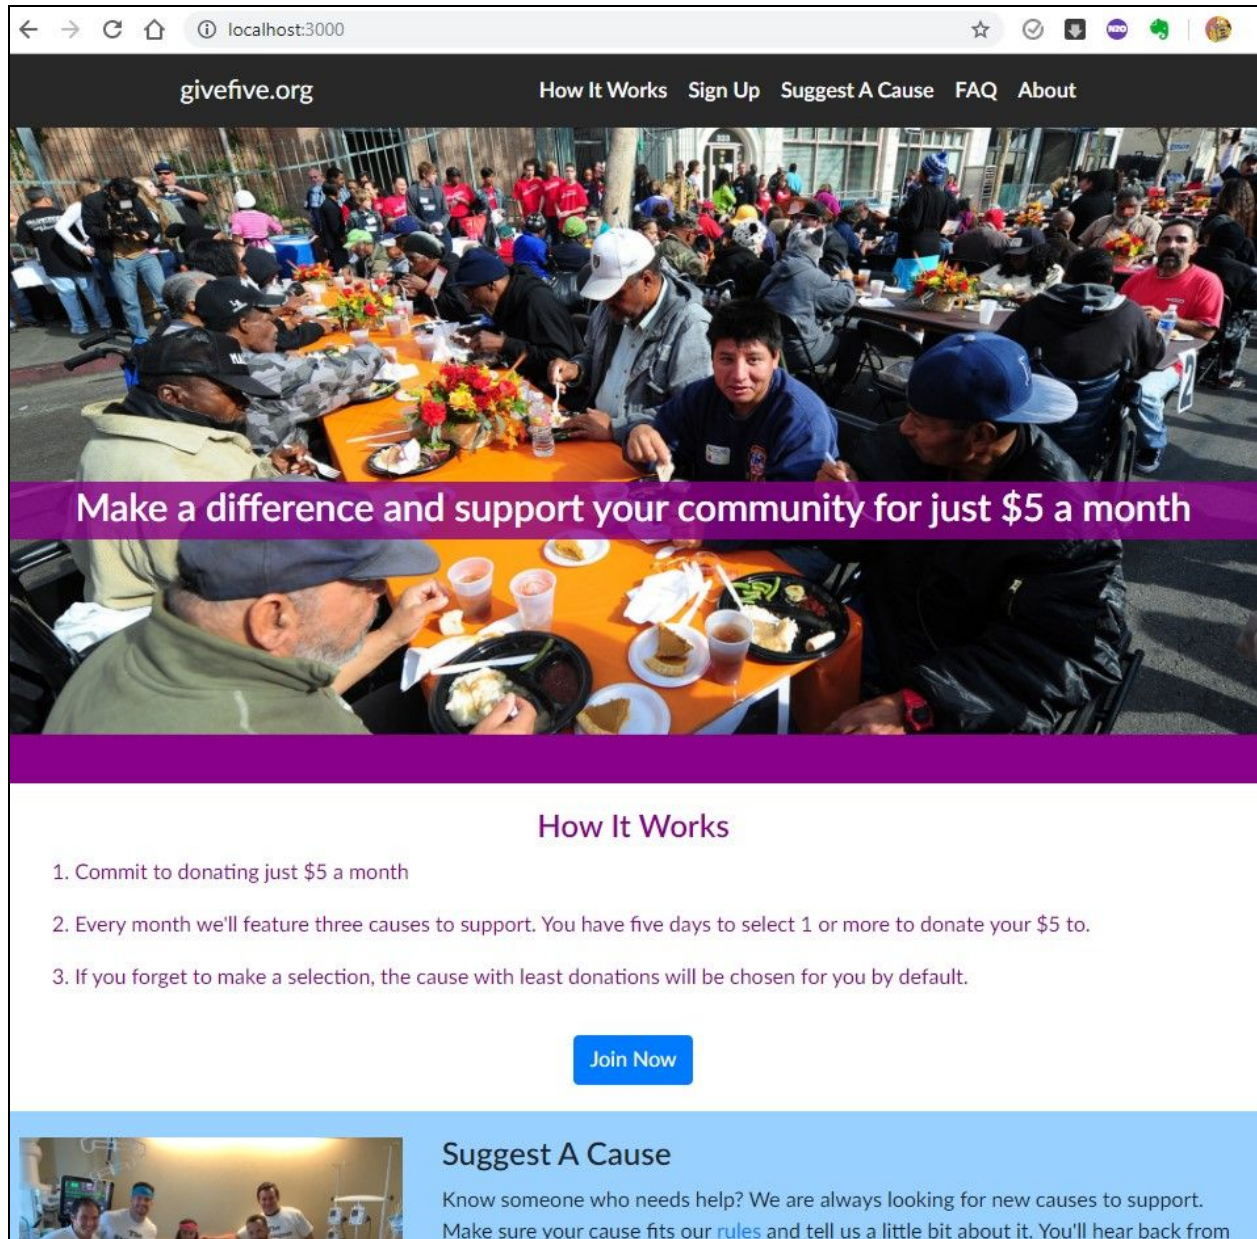 localhost:3000
N2O
givefive.org
How It Works Sign Up Suggest A Cause FAQ About
333
2
Make a difference and support your community for just $5 a month
How It Works
1. Commit to donating just $5 a month
2. Every month we'll feature three causes to support. You have five days to select 1 or more to donate your $5 to.
3. If you forget to make a selection, the cause with least donations will be chosen for you by default.
Join Now
Suggest A Cause
Know someone who needs help? We are always looking for new causes to support.
Make sure your cause fits our rules and tell us a little bit about it. You'll hear back from